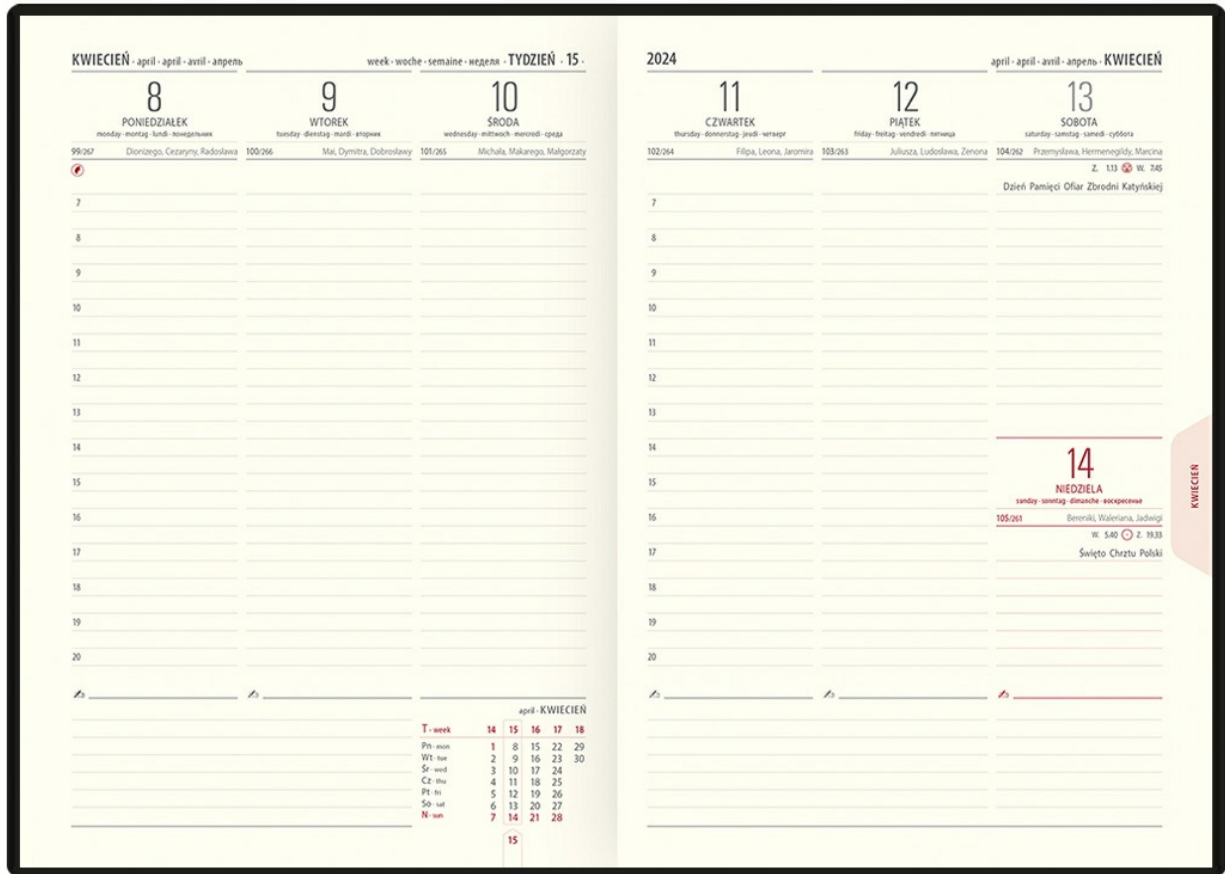 KWIECIEŃ · april · april · avril · апрель
week · woche · semaine · неделя · TYDZIEŃ · 15 ·
8
PONIEDZIAŁEK
monday · montag · lundi · понедельник
99/267 Dionizego, Cezaryny, Radosława
9
WTOREK
tuesday · dienstag · mardi · вторник
100/266 Mai, Dymitra, Dobrosławy
10
ŚRODA
wednesday · mittwoch · mercredi · среда
101/265 Michała, Makarego, Małgorzaty
7
8
9
10
11
12
13
14
15
16
17
18
19
20
april · KWIECIEŃ
T · week 14 15 16 17 18
Pn · mon 1 8 15 22 29
Wt · tue 2 9 16 23 30
Śr · wed 3 10 17 24
Cz · thu 4 11 18 25
Pt · fri 5 12 19 26
So · sat 6 13 20 27
N · sun 7 14 21 28
15
2024
april · april · avril · апрель · KWIECIEŃ
11
CZWARTEK
thursday · donnerstag · jeudi · четверг
102/264 Filipa, Leona, Jaromira
12
PIĄTEK
friday · freitag · vendredi · пятница
103/263 Juliusza, Ludosława, Zenona
13
SOBOTA
saturday · samstag · samedi · суббота
104/262 Przemysława, Hermenegildy, Marcina
Z. 1.13 W. 7.45
Dzień Pamięci Ofiar Zbrodni Katyńskiej
7
8
9
10
11
12
13
14
15
16
17
18
19
20
14
NIEDZIELA
sunday · sonntag · dimanche · воскресенье
105/261 Bereniki, Waleriana, Jadwigi
W. 5.40 Z. 19.33
Święto Chrztu Polski
KWIECIEŃ